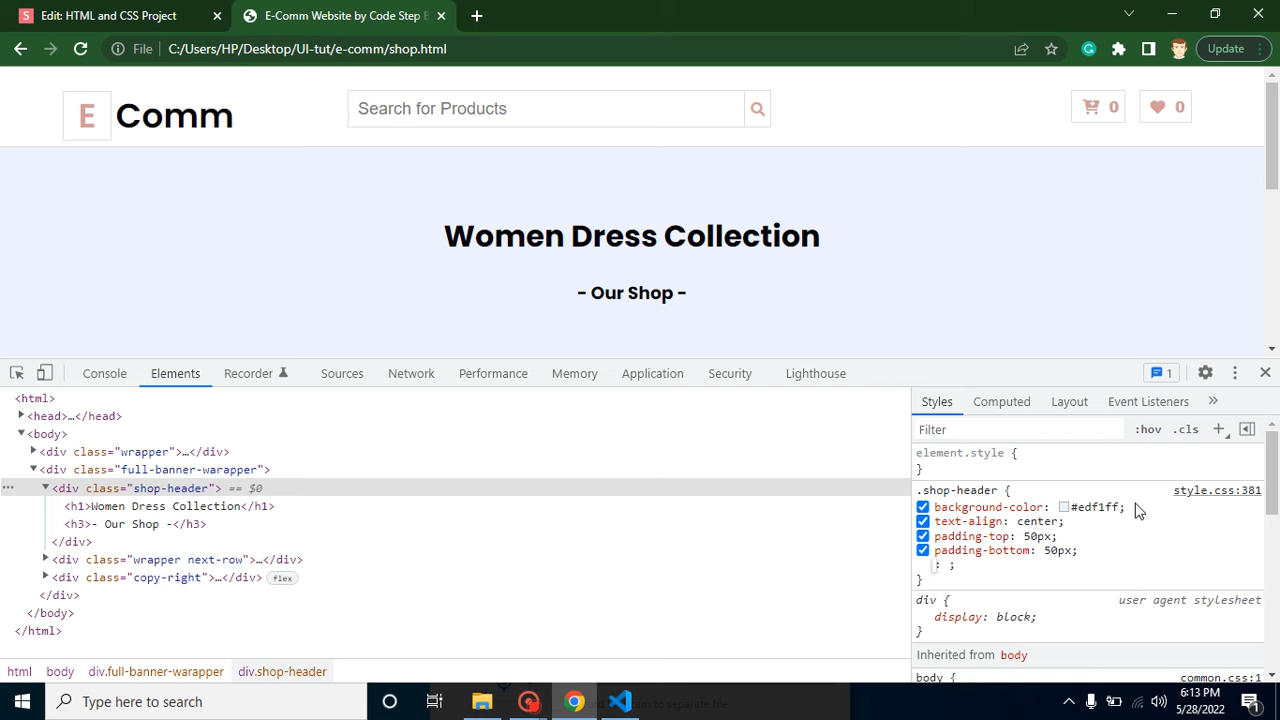 Edit: HTML and CSS Project
E-Comm Website by Code Step B
File
C:/Users/HP/Desktop/UI-tut/e-comm/shop.html
Update
E Comm
Search for Products
0
0
Women Dress Collection
- Our Shop -
Console
Elements
Recorder
Sources
Network
Performance
Memory
Application
Security
Lighthouse
1
<html>
<head>…</head>
<body>
<div class="wrapper">…</div>
<div class="full-banner-warapper">
<div class="shop-header"> == $0
<h1>Women Dress Collection</h1>
<h3>- Our Shop -</h3>
</div>
<div class="wrapper next-row">…</div>
<div class="copy-right">…</div> flex
</div>
</body>
</html>
html
body
div.full-banner-warapper
div.shop-header
Styles
Computed
Layout
Event Listeners
Filter
:hov
.cls
element.style {
}
.shop-header {
style.css:381
background-color: #edf1ff;
text-align: center;
padding-top: 50px;
padding-bottom: 50px;
: ;
}
div {
user agent stylesheet
display: block;
}
Inherited from body
body {
common.css:1
Type here to search
6:13 PM
5/28/2022
1